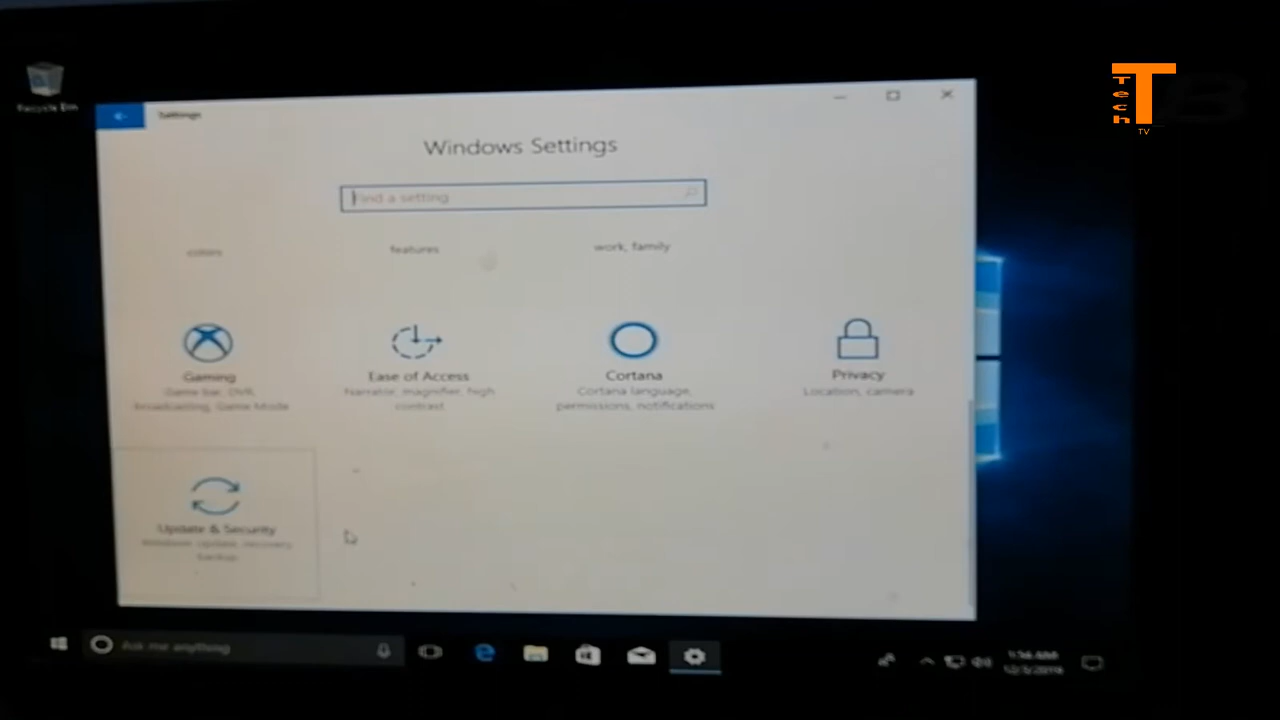 Recycle Bin
Settings
Windows Settings
Find a setting
colors
features
work, family
Gaming
Game bar, DVR,
broadcasting, Game Mode
Ease of Access
Narrator, magnifier, high
contrast
Cortana
Cortana language,
permissions, notifications
Privacy
Location, camera
Update & Security
Windows Update, recovery,
backup
Ask me anything
Tech
T
TV